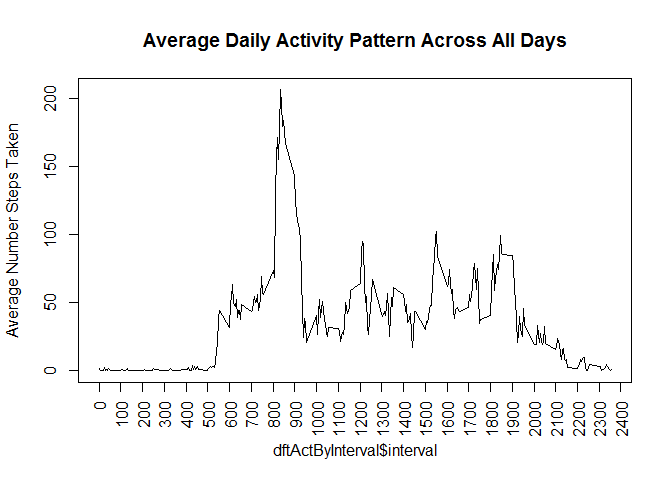 Average Daily Activity Pattern Across All Days
Average Number Steps Taken
200
150
100
50
0
0 100 200 300 400 500 600 700 800 900 1000 1100 1200 1300 1400 1500 1600 1700 1800 1900 2000 2100 2200 2300 2400
dftActByInterval$interval